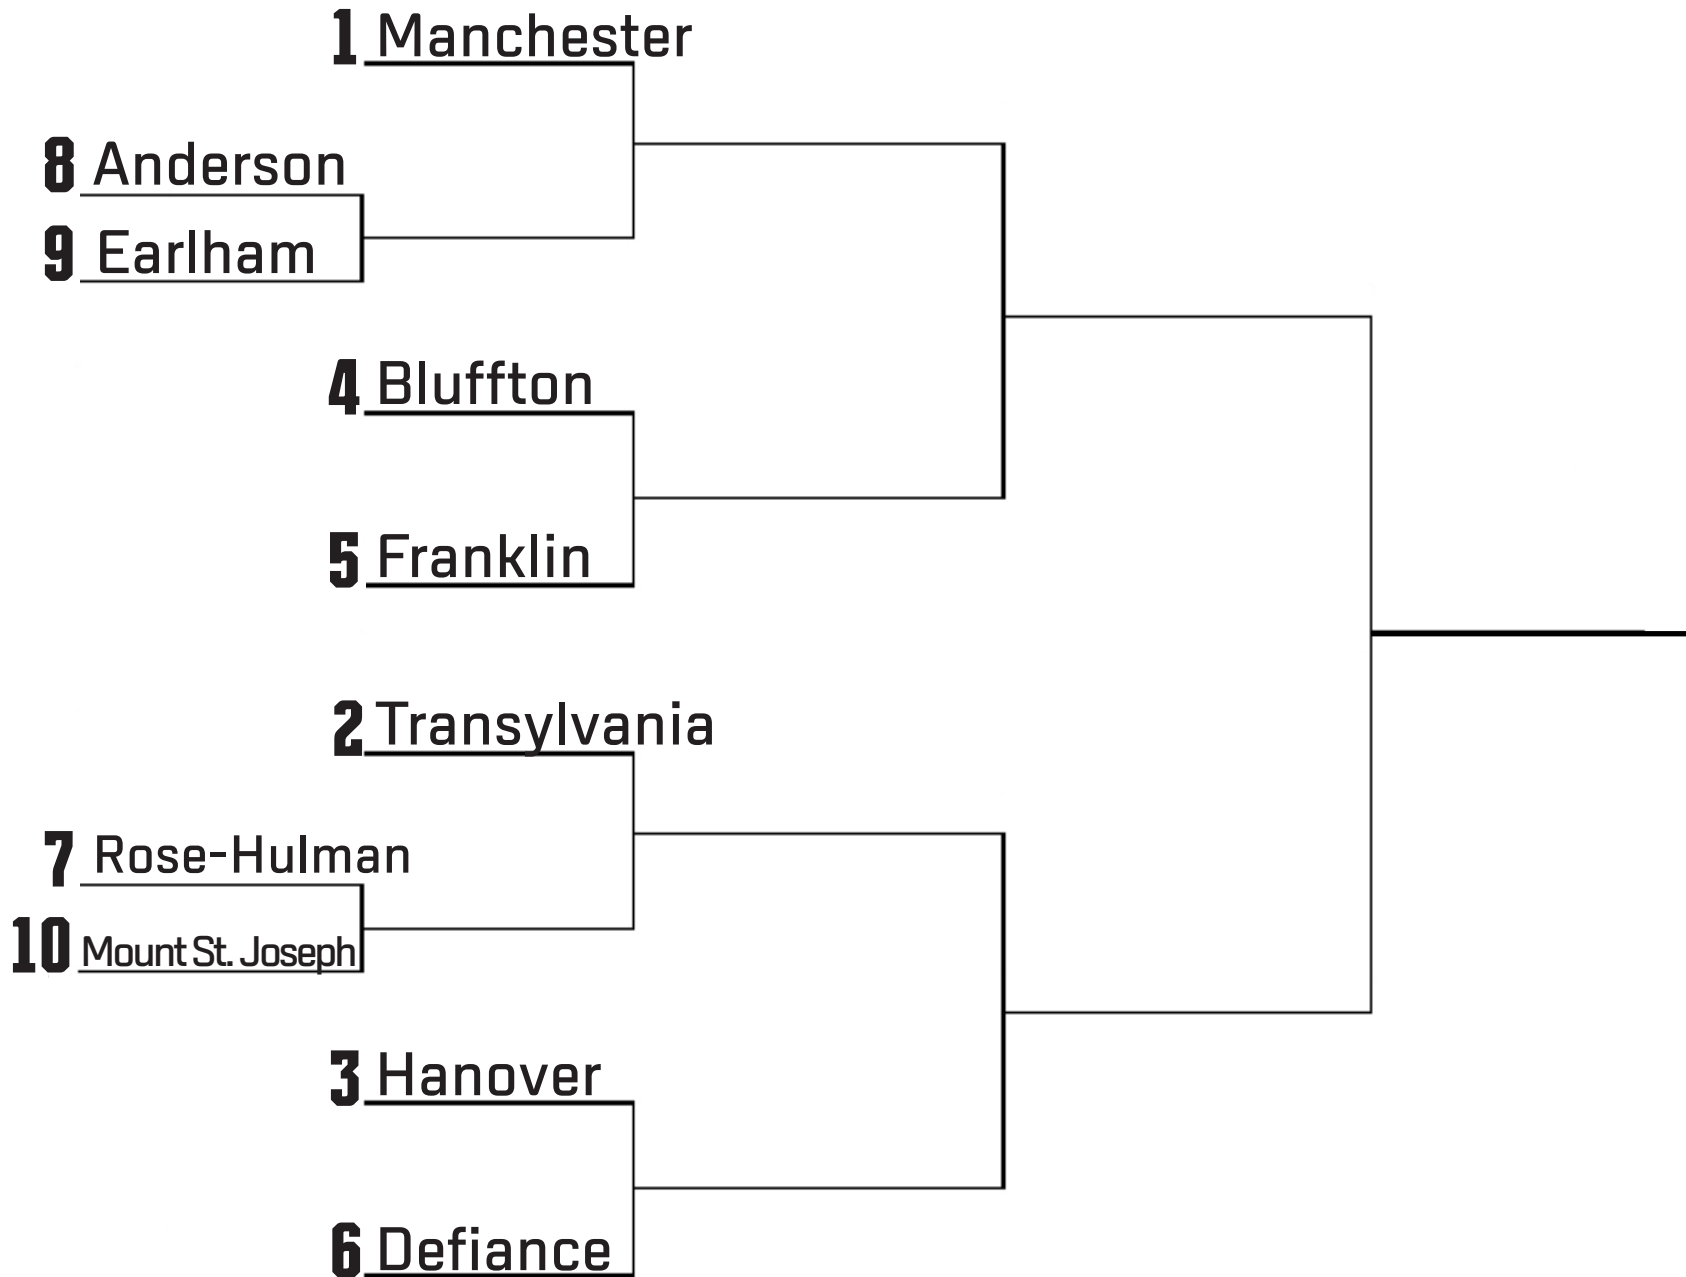 1 Manchester
8 Anderson
9 Earlham
4 Bluffton
5 Franklin
2 Transylvania
7 Rose-Hulman
10 Mount St. Joseph
3 Hanover
6 Defiance